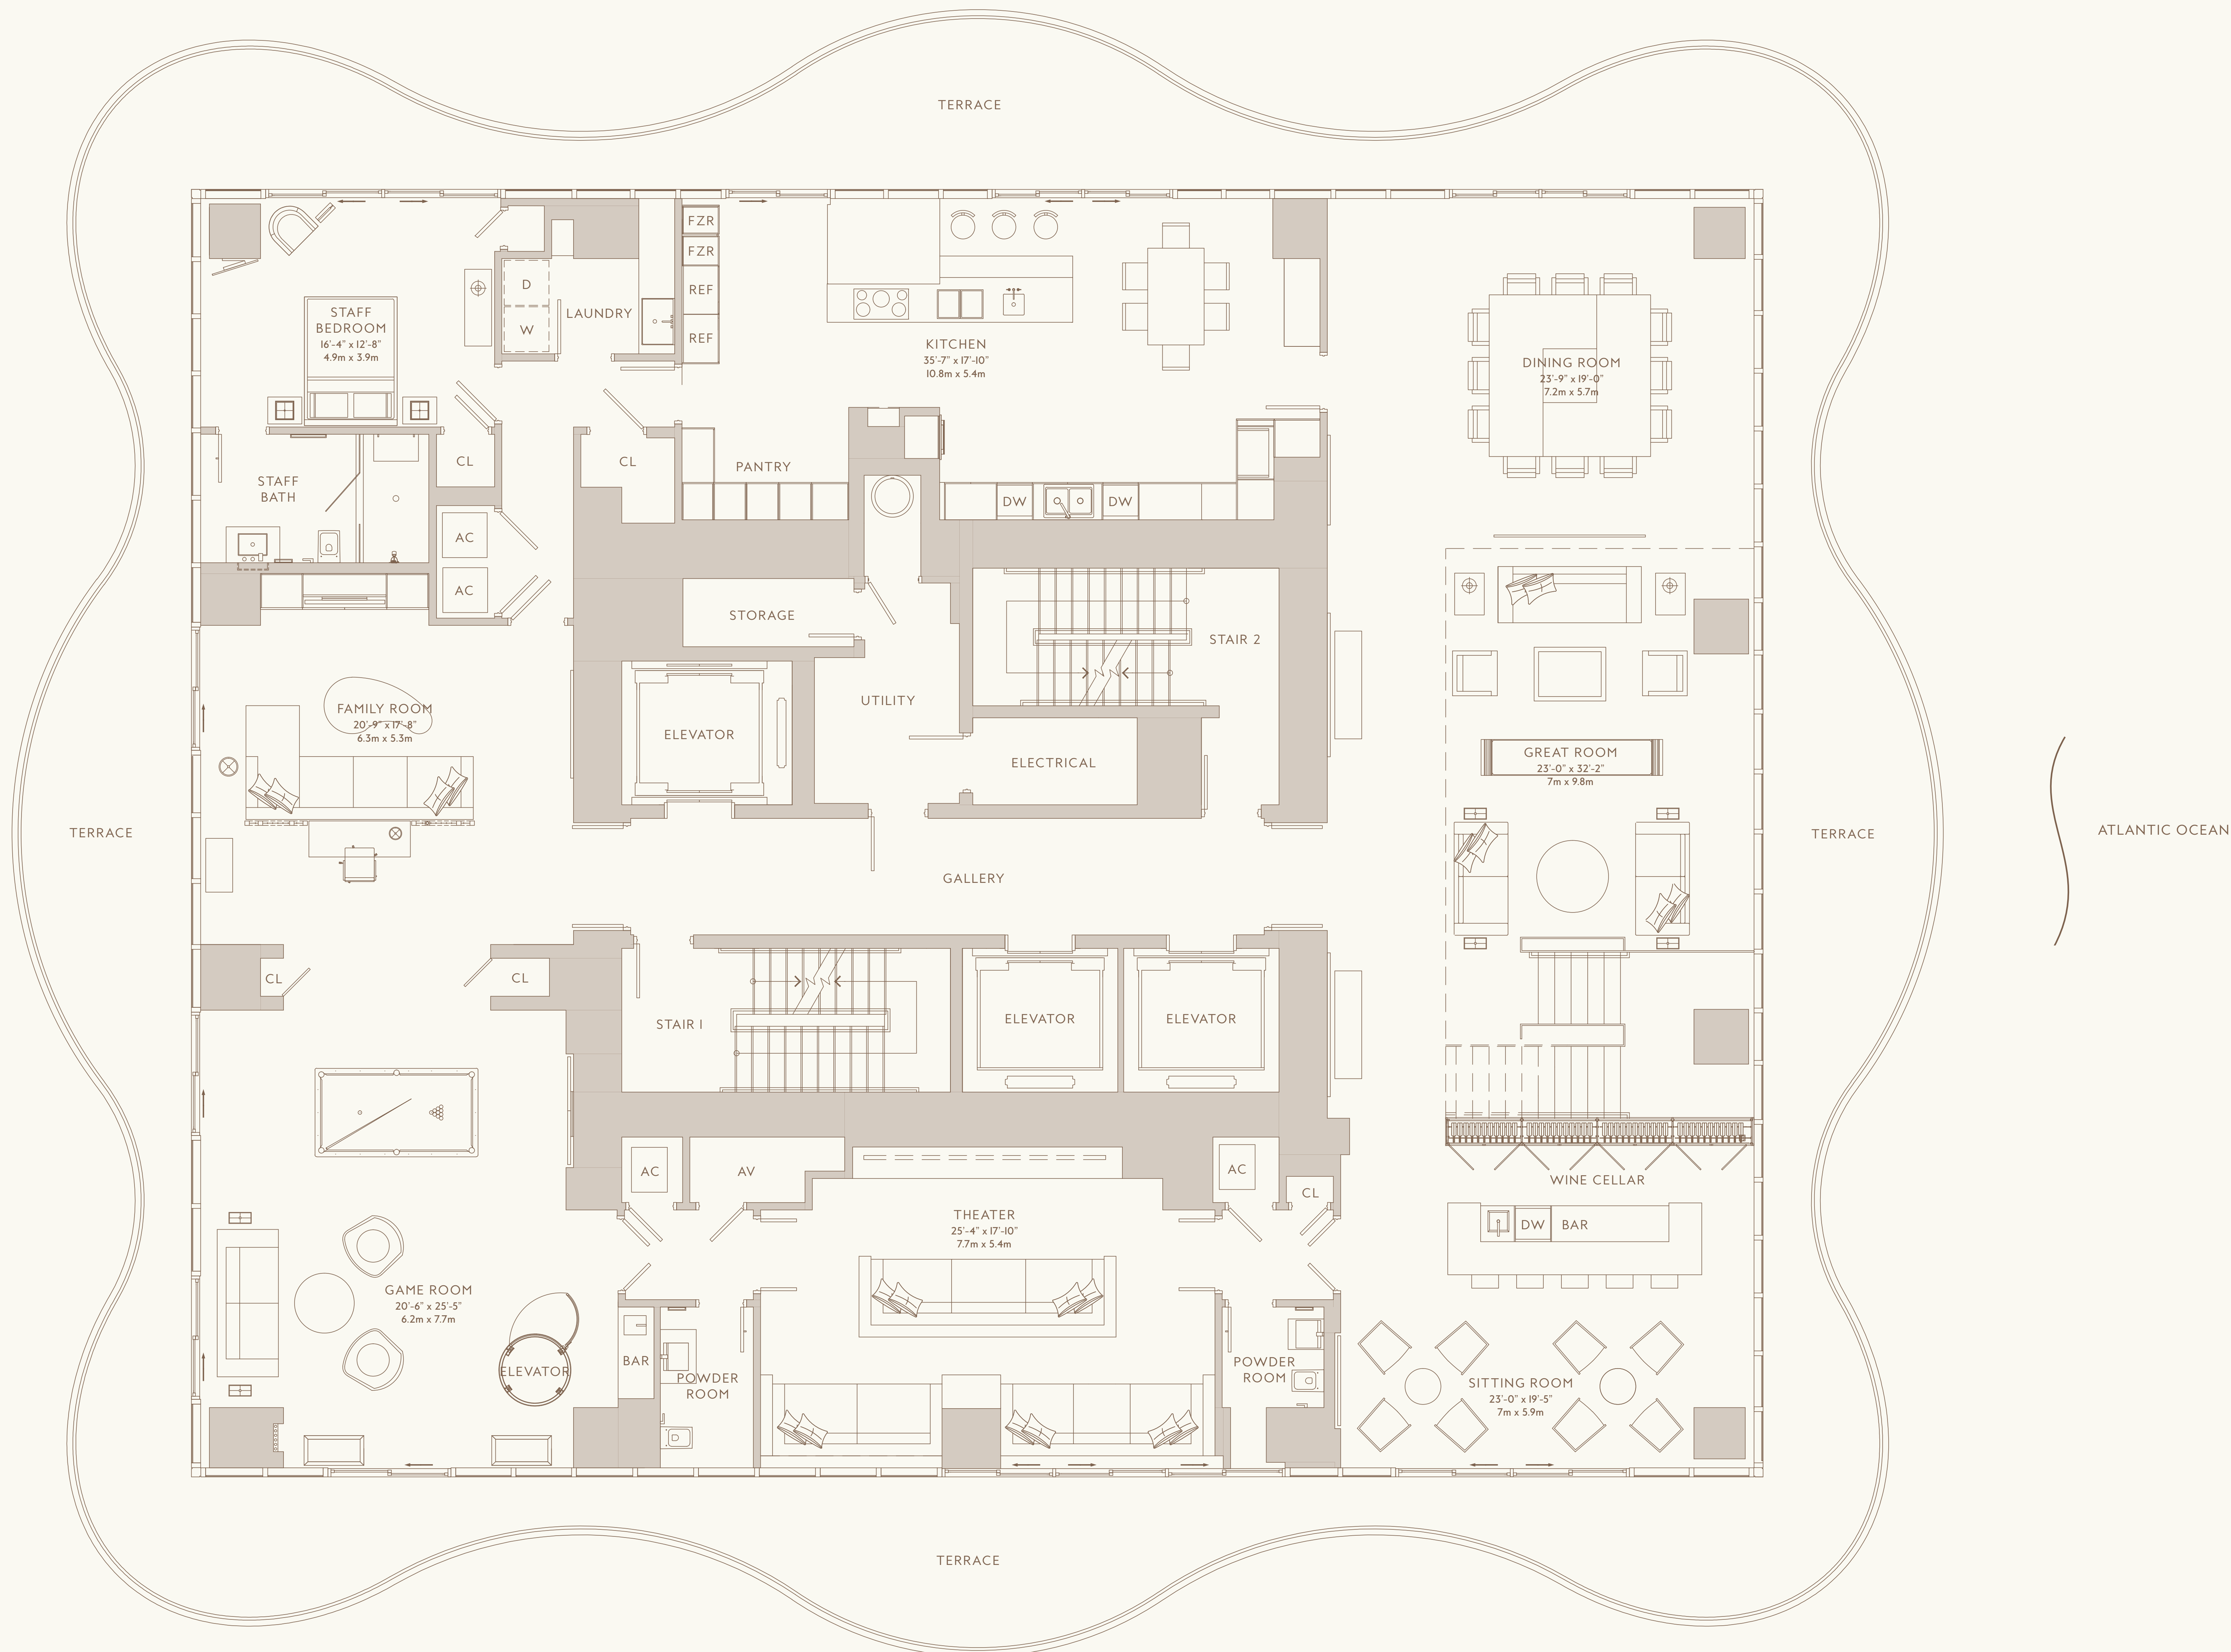 TERRACE
FZR
FZR
REF
REF
D
W
LAUNDRY
STAFF
BEDROOM
16'-4" x 12'-8"
4.9m x 3.9m
KITCHEN
35'-7" x 17'-10"
10.8m x 5.4m
DINING ROOM
23'-9" x 19'-0"
7.2m x 5.7m
CL
CL
PANTRY
STAFF
BATH
DW
DW
AC
AC
STORAGE
STAIR 2
UTILITY
ELEVATOR
ELECTRICAL
FAMILY ROOM
20'-9" x 17'-8"
6.3m x 5.3m
GREAT ROOM
23'-0" x 32'-2"
7m x 9.8m
TERRACE
TERRACE
ATLANTIC OCEAN
GALLERY
CL
CL
STAIR 1
ELEVATOR
ELEVATOR
AC
AV
AC
CL
WINE CELLAR
THEATER
25'-4" x 17'-10"
7.7m x 5.4m
DW
BAR
GAME ROOM
20'-6" x 25'-5"
6.2m x 7.7m
ELEVATOR
BAR
POWDER
ROOM
POWDER
ROOM
SITTING ROOM
23'-0" x 19'-5"
7m x 5.9m
TERRACE